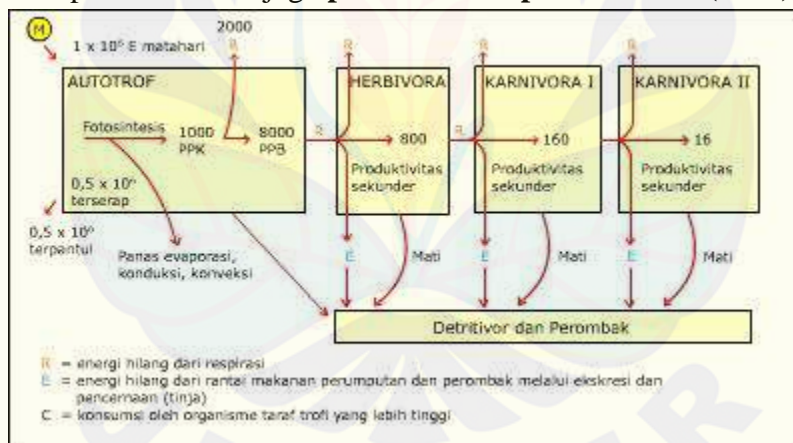 M
2000
1 x 10⁶ E matahari
R
R
R
R
AUTOTROF
HERBIVORA
KARNIVORA I
KARNIVORA II
Fotosintesis
1000
PPK
8000
PPB
R
800
R
160
16
Produktivitas
sekunder
Produktivitas
sekunder
Produktivitas
sekunder
0,5 x 10⁶
terserap
0,5 x 10⁶
terpantul
Panas evaporasi,
konduksi, konveksi
E
Mati
E
Mati
E
Mati
Detritivor dan Perombak
R = energi hilang dari respirasi
E = energi hilang dari rantai makanan perumputan dan perombak melalui ekskresi dan
pencernaan (tinja)
C = konsumsi oleh organisme taraf trofi yang lebih tinggi